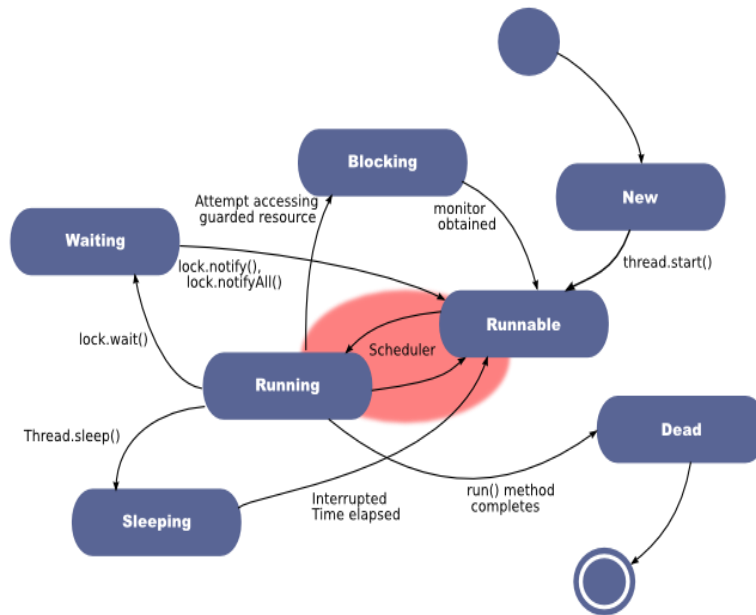 Blocking
Attempt accessing
guarded resource
monitor
obtained
New
thread.start()
Waiting
lock.notify(),
lock.notifyAll()
Runnable
Scheduler
lock.wait()
Running
Thread.sleep()
Dead
Sleeping
Interrupted
Time elapsed
run() method
completes